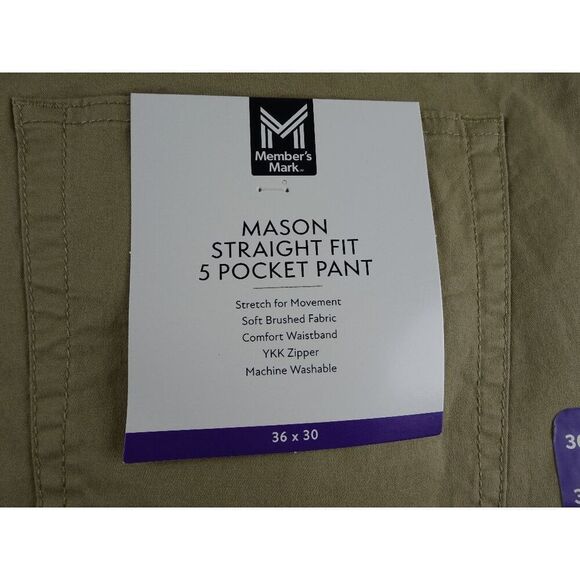 Member's
Mark
MASON
STRAIGHT FIT
5 POCKET PANT
Stretch for Movement
Soft Brushed Fabric
Comfort Waistband
YKK Zipper
Machine Washable
36 x 30